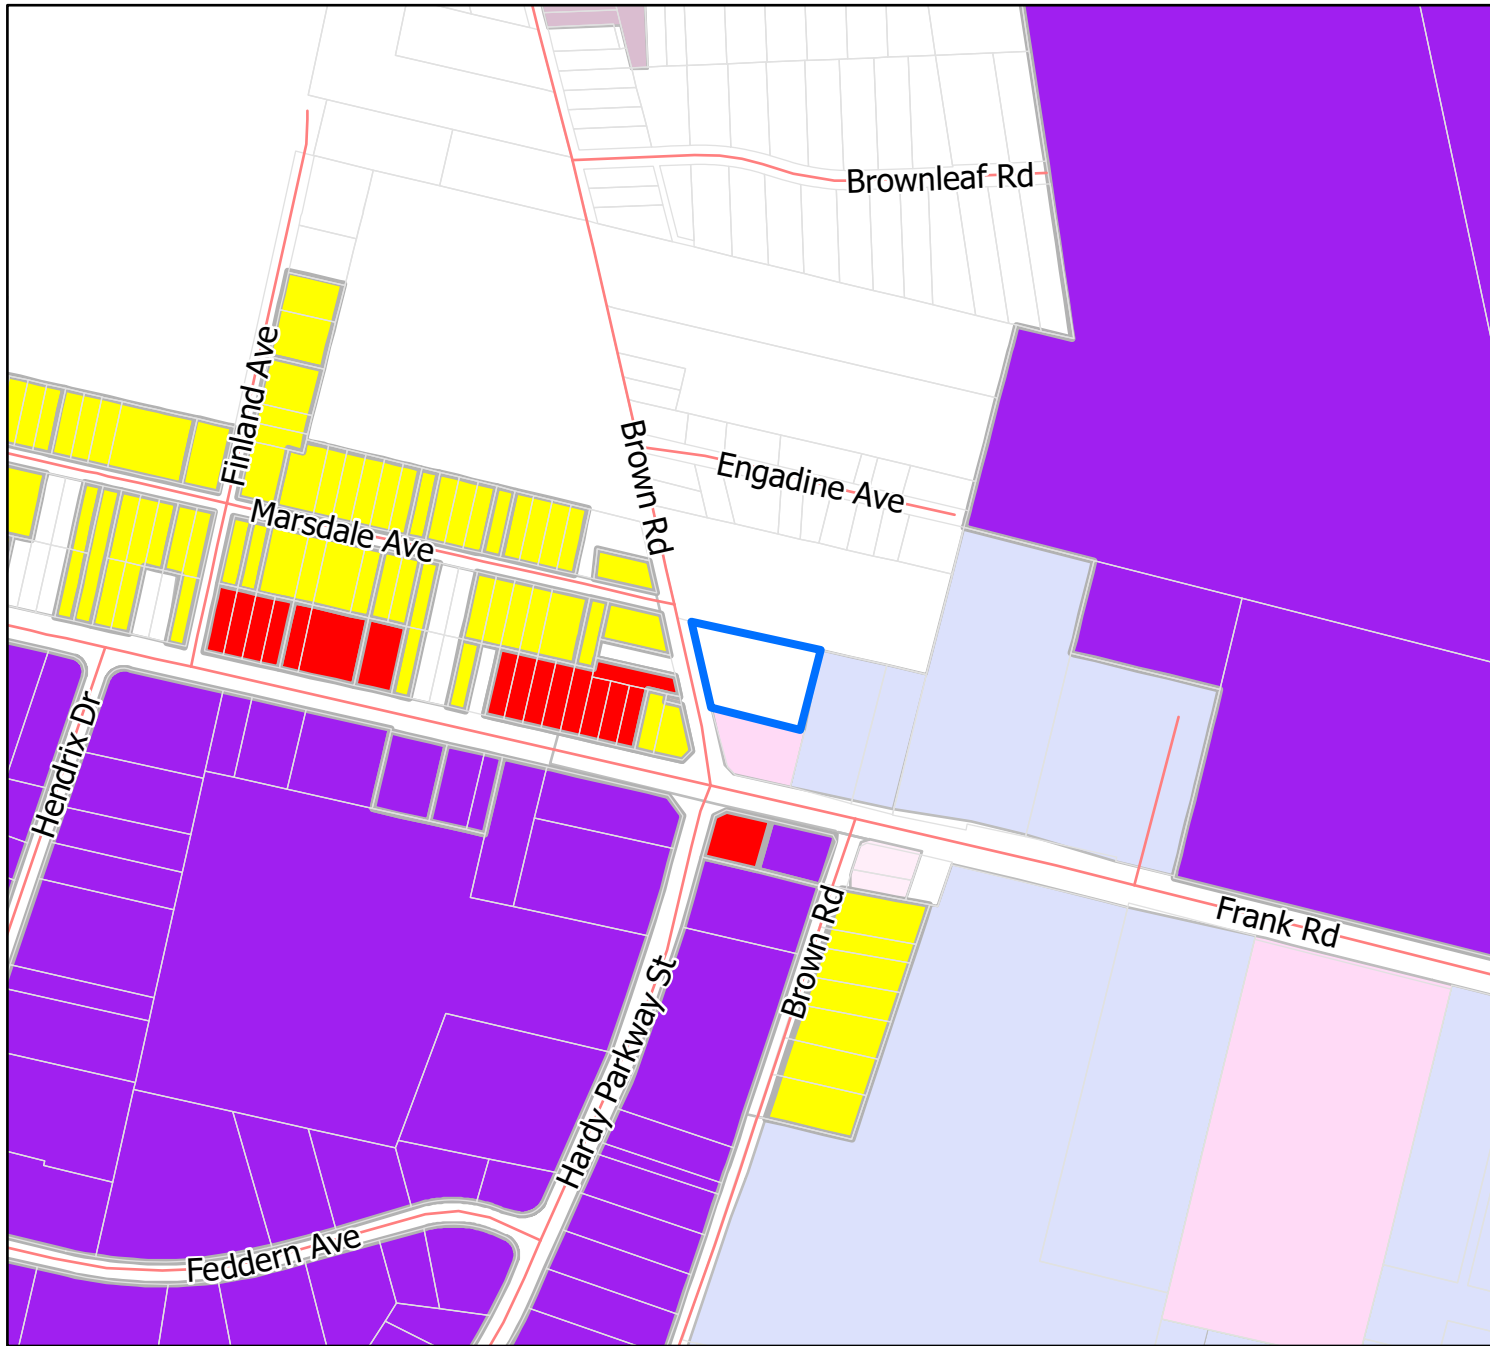 Brownleaf Rd
Finland Ave
Brown Rd
Engadine Ave
Marsdale Ave
Hendrix Dr
Brown Rd
Frank Rd
Hardy Parkway St
Feddern Ave